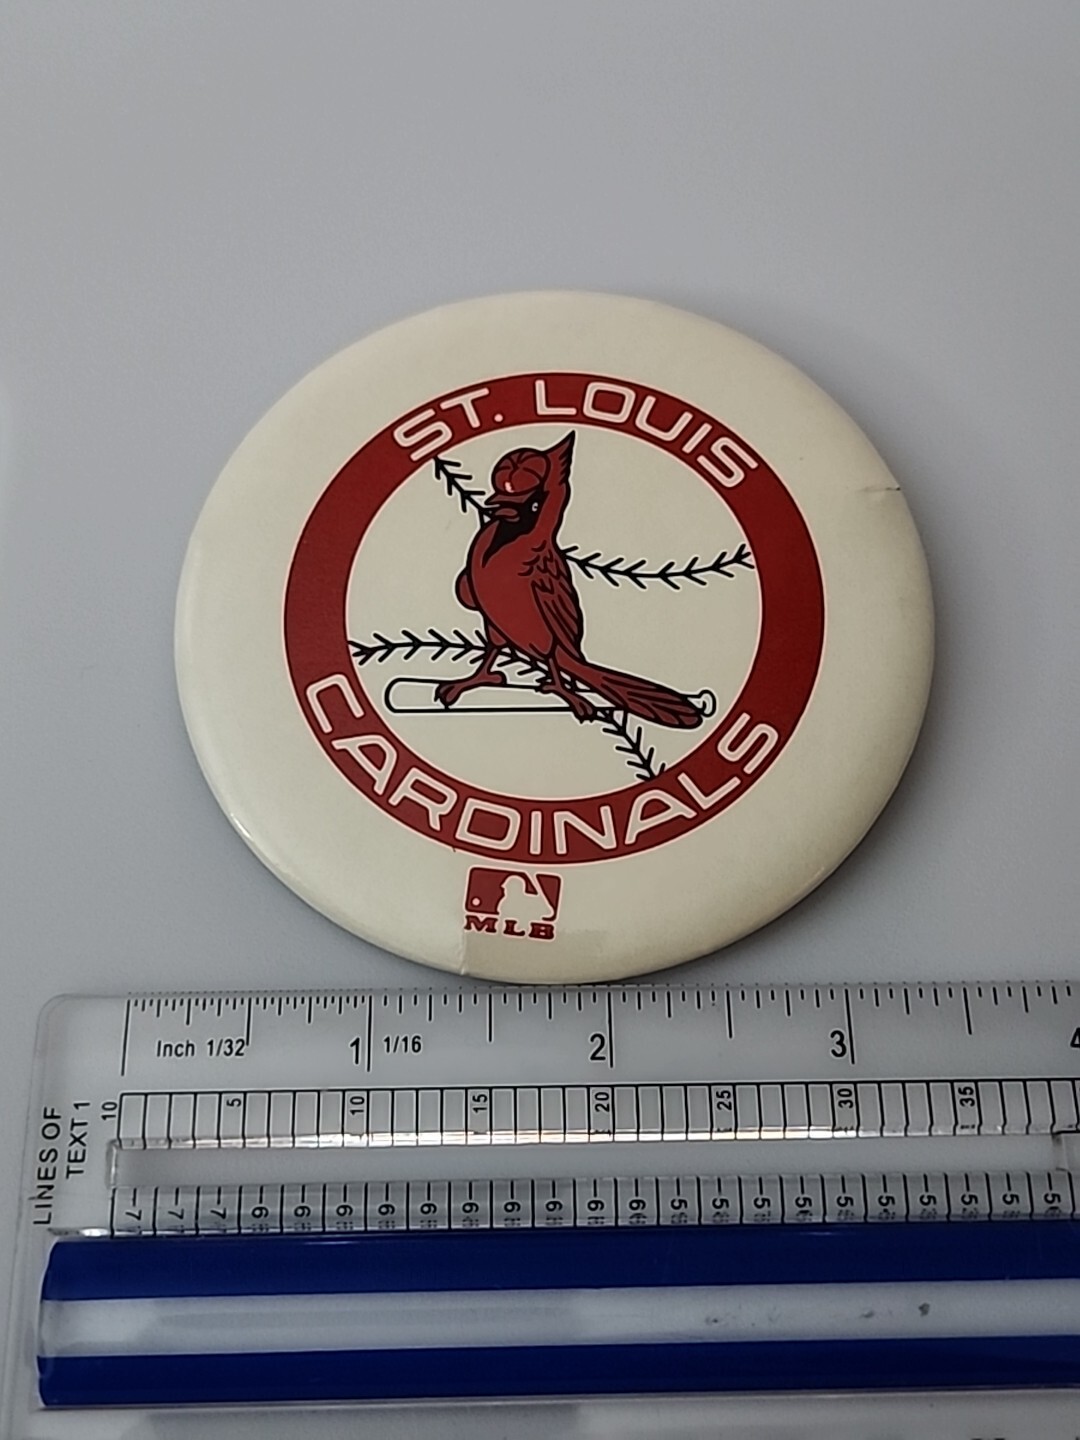 ST. LOUIS
CARDINALS
MLB
Inch 1/32 1 1/16 2 3 4
LINES OF
TEXT 1
10 5 10 15 20 25 30 35